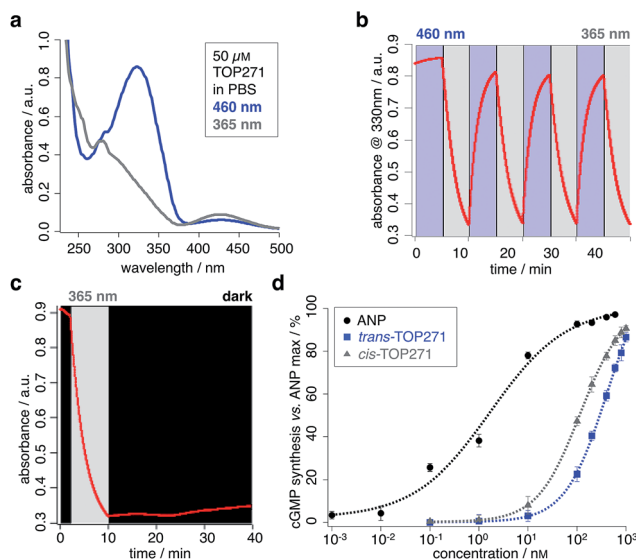 a
absorbance / a.u.
1.0
0.8
0.6
0.4
0.2
0.0
50 μM
TOP271
in PBS
460 nm
365 nm
250 300 350 400 450 500
wavelength / nm
b
460 nm 365 nm
absorbance @ 330nm / a.u.
0.9
0.8
0.7
0.6
0.5
0.4
0.3
0 10 20 30 40
time / min
c
365 nm dark
absorbance / a.u.
0.9
0.8
0.7
0.6
0.5
0.4
0.3
0 10 20 30 40
time / min
d
cGMP synthesis vs. ANP max / %
100
80
60
40
20
0
ANP
trans-TOP271
cis-TOP271
10⁻³ 10⁻² 10⁻¹ 10⁰ 10¹ 10² 10³
concentration / nM